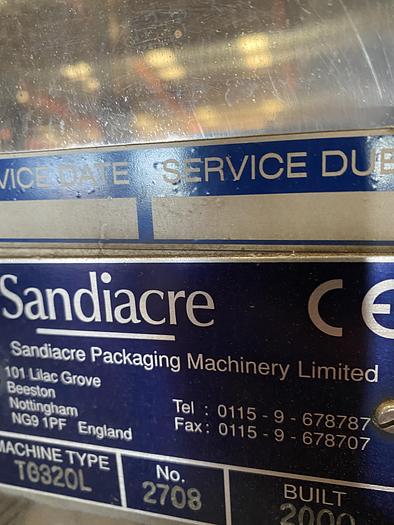 VICE DATE SERVICE DUE
Sandiacre CE
Sandiacre Packaging Machinery Limited
101 Lilac Grove
Beeston
Nottingham
NG9 1PF England
Tel : 0115 - 9 - 678787
Fax : 0115 - 9 - 678707
MACHINE TYPE No. BUILT
TG320L 2708 2000